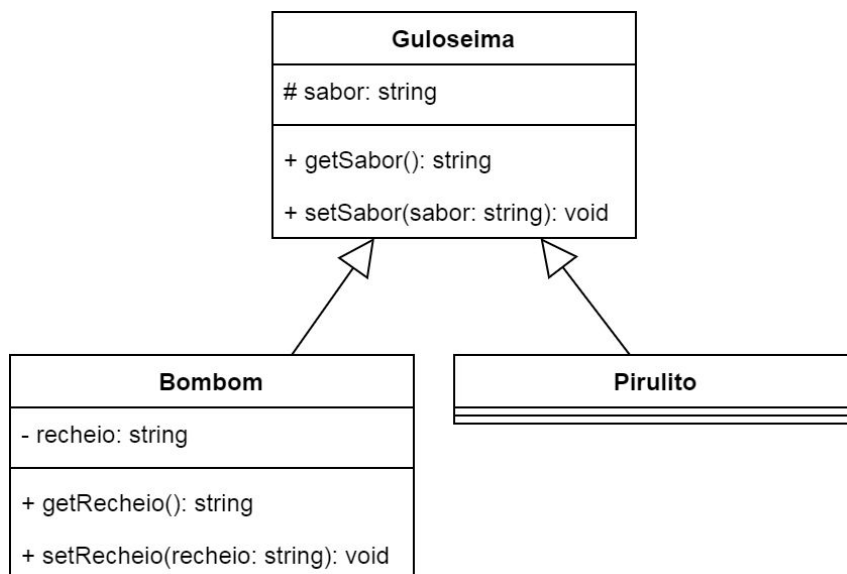 Guloseima
# sabor: string
+ getSabor(): string
+ setSabor(sabor: string): void
Bombom
- recheio: string
+ getRecheio(): string
+ setRecheio(recheio: string): void
Pirulito